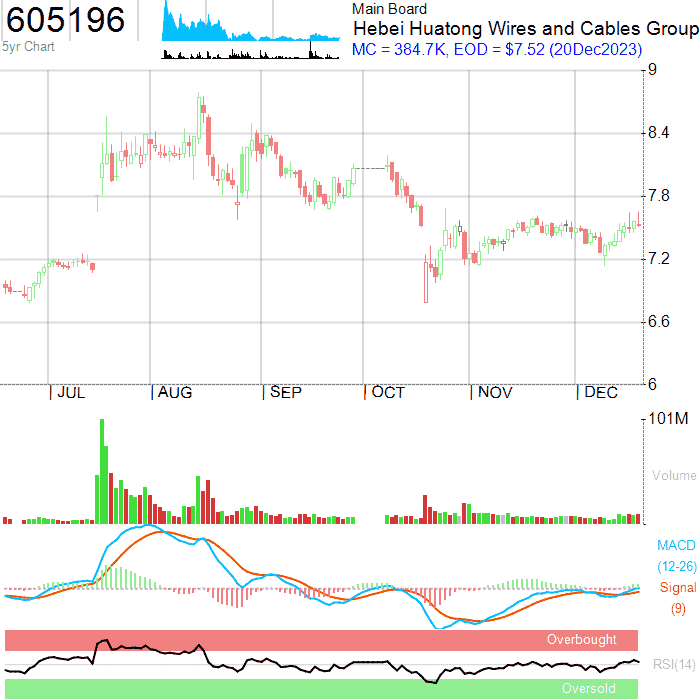 605196
5yr Chart
Main Board
Hebei Huatong Wires and Cables Group
MC = 384.7K, EOD = $7.52 (20Dec2023)
9
8.4
7.8
7.2
6.6
6
JUL
AUG
SEP
OCT
NOV
DEC
101M
Volume
MACD
(12-26)
Signal
(9)
Overbought
RSI(14)
Oversold